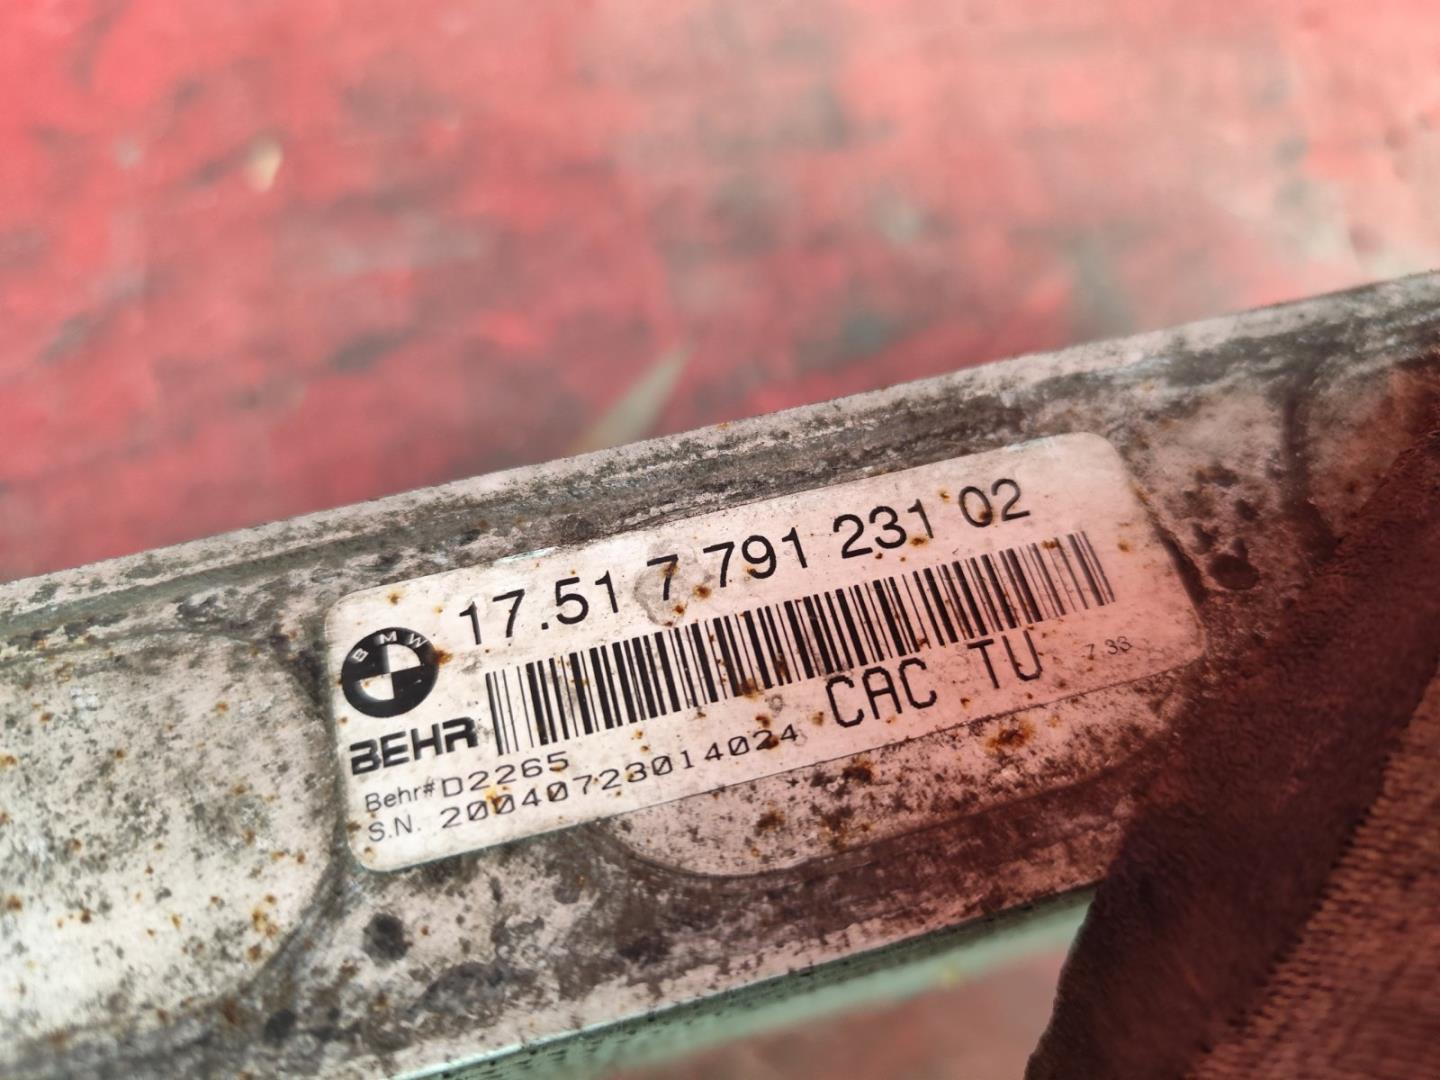 17.51 7 791 231 02
BMW
BEHR
CAC TU 7 33
Behr# D2265
S.N. 20040723014024